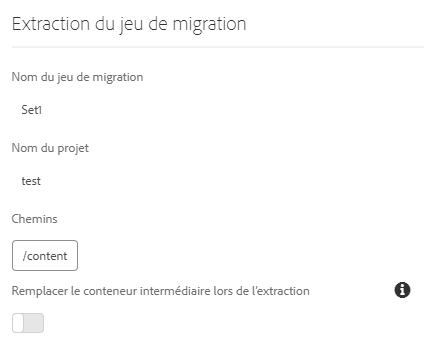 Extraction du jeu de migration
Nom du jeu de migration
Set1
Nom du projet
test
Chemins
/content
Remplacer le conteneur intermédiaire lors de l'extraction